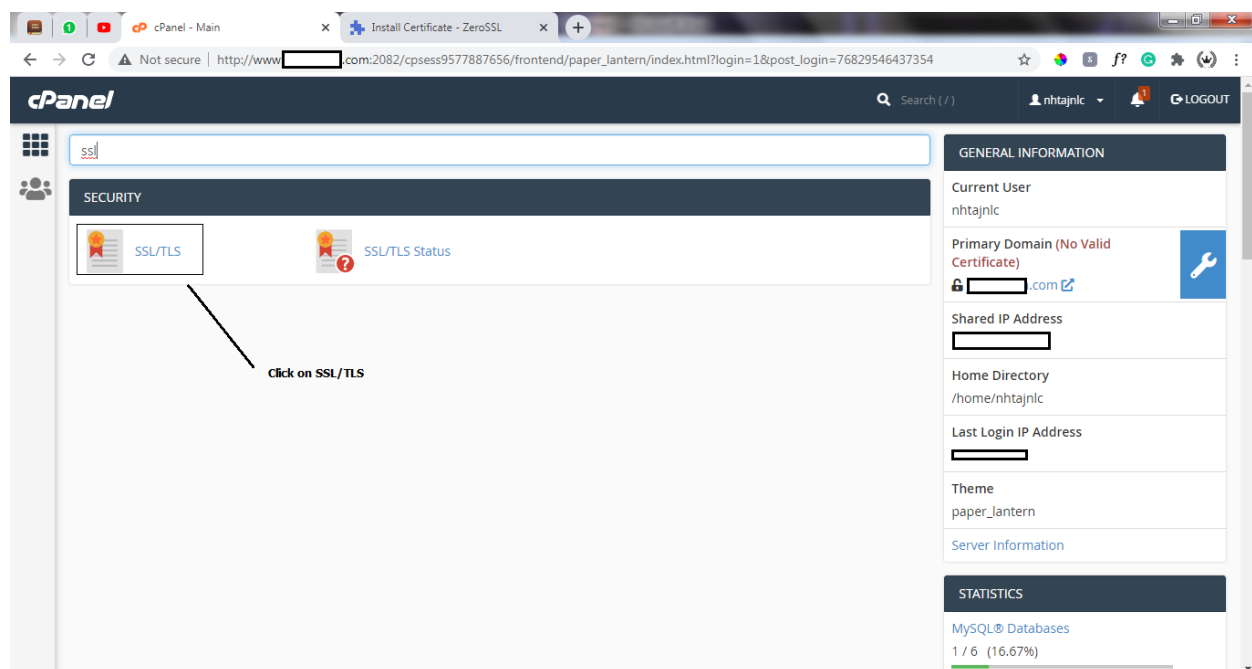 cPanel - Main
Install Certificate - ZeroSSL
Not secure | http://www .com:2082/cpsess9577887656/frontend/paper_lantern/index.html?login=1&post_login=76829546437354
f?
cPanel
Search ( / )
nhtajnlc
1
LOGOUT
ssl
SECURITY
SSL/TLS
SSL/TLS Status
Click on SSL/TLS
GENERAL INFORMATION
Current User
nhtajnlc
Primary Domain (No Valid
Certificate)
.com
Shared IP Address
Home Directory
/home/nhtajnlc
Last Login IP Address
Theme
paper_lantern
Server Information
STATISTICS
MySQL® Databases
1 / 6 (16.67%)